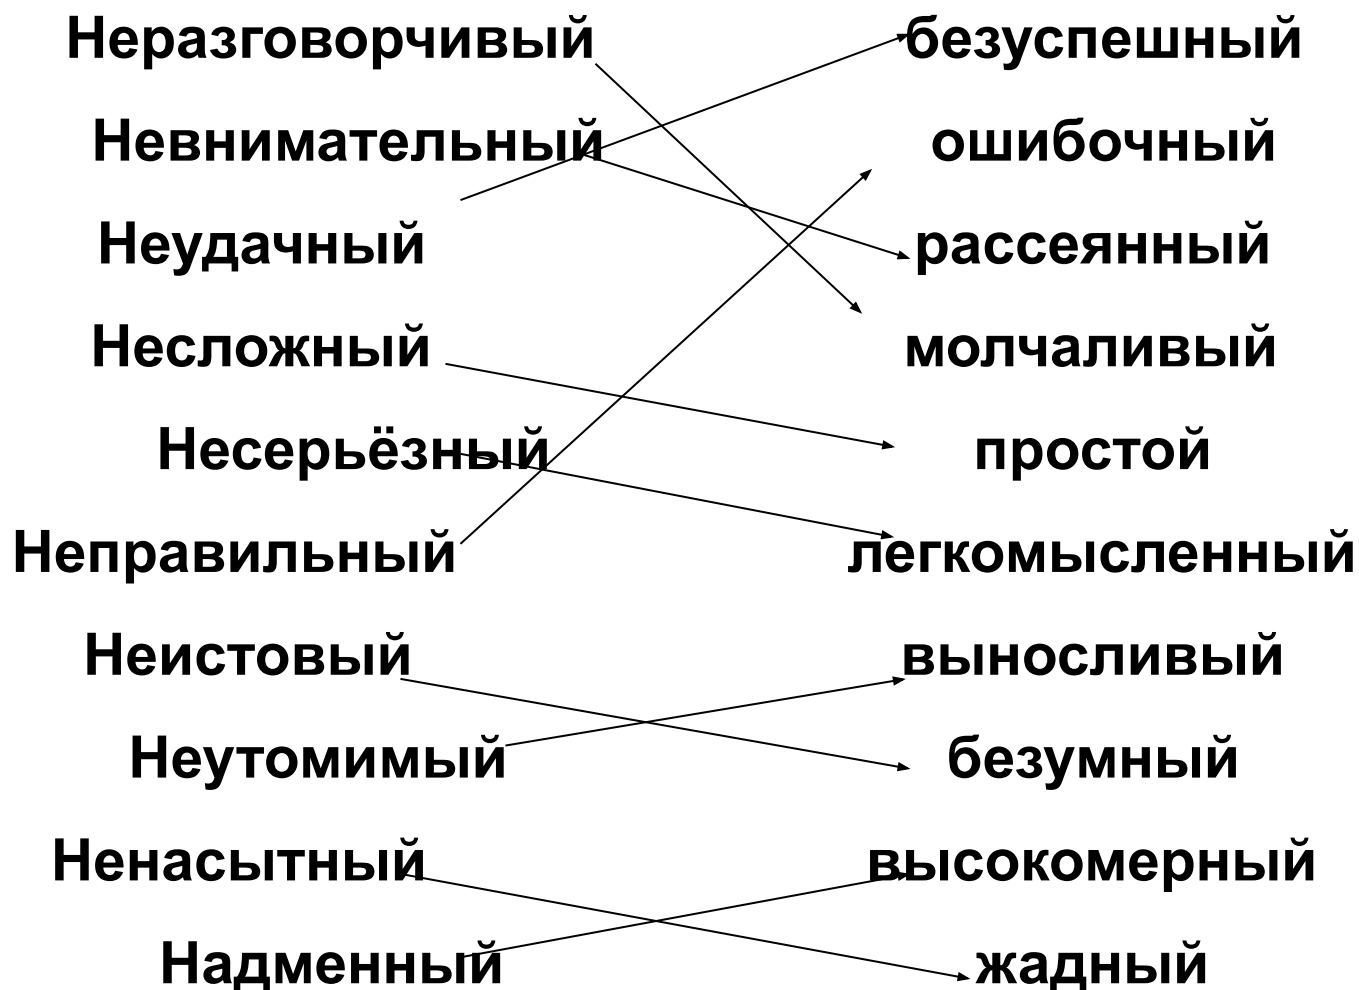 Неразговорчивый безуспешный
Невнимательный ошибочный
Неудачный рассеянный
Несложный молчаливый
Несерьёзный простой
Неправильный легкомысленный
Неистовый выносливый
Неутомимый безумный
Ненасытный высокомерный
Надменный жадный